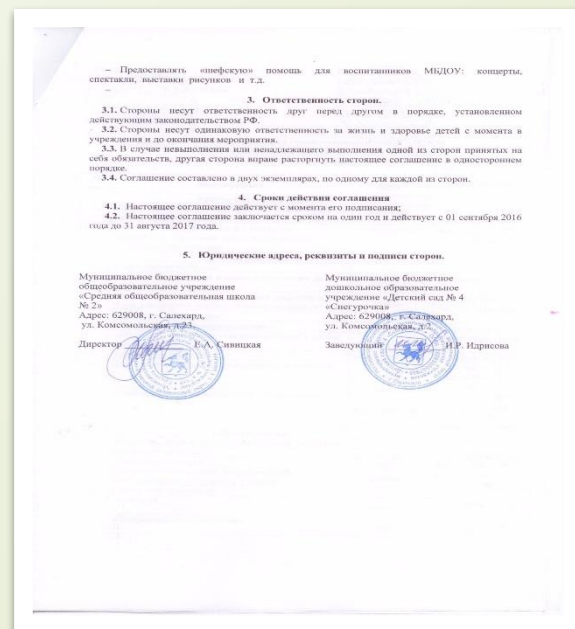 – Предоставлять «шефскую» помощь для воспитанников МБДОУ: концерты,
спектакли, выставки рисунков и т.д.
–
3. Ответственность сторон.
3.1. Стороны несут ответственность друг перед другом в порядке, установленном
действующим законодательством РФ.
3.2. Стороны несут одинаковую ответственность за жизнь и здоровье детей с момента в
учреждения и до окончания мероприятия.
3.3. В случае невыполнения или ненадлежащего выполнения одной из сторон принятых на
себя обязательств, другая сторона вправе расторгнуть настоящее соглашение в одностороннем
порядке.
3.4. Соглашение составлено в двух экземплярах, по одному для каждой из сторон.
4. Сроки действия соглашения
4.1. Настоящее соглашение действует с момента его подписания;
4.2. Настоящее соглашение заключается сроком на один год и действует с 01 сентября 2016
года до 31 августа 2017 года.
5. Юридические адреса, реквизиты и подписи сторон.
Муниципальное бюджетное
общеобразовательное учреждение
«Средняя общеобразовательная школа
№ 2»
Адрес: 629008, г. Салехард,
ул. Комсомольская, д.23
Директор Е.А. Сивицкая
Муниципальное бюджетное
дошкольное образовательное
учреждение «Детский сад № 4
«Снегурочка»
Адрес: 629008, г. Салехард,
ул. Комсомольская, д.2
Заведующий И.Р. Идрисова